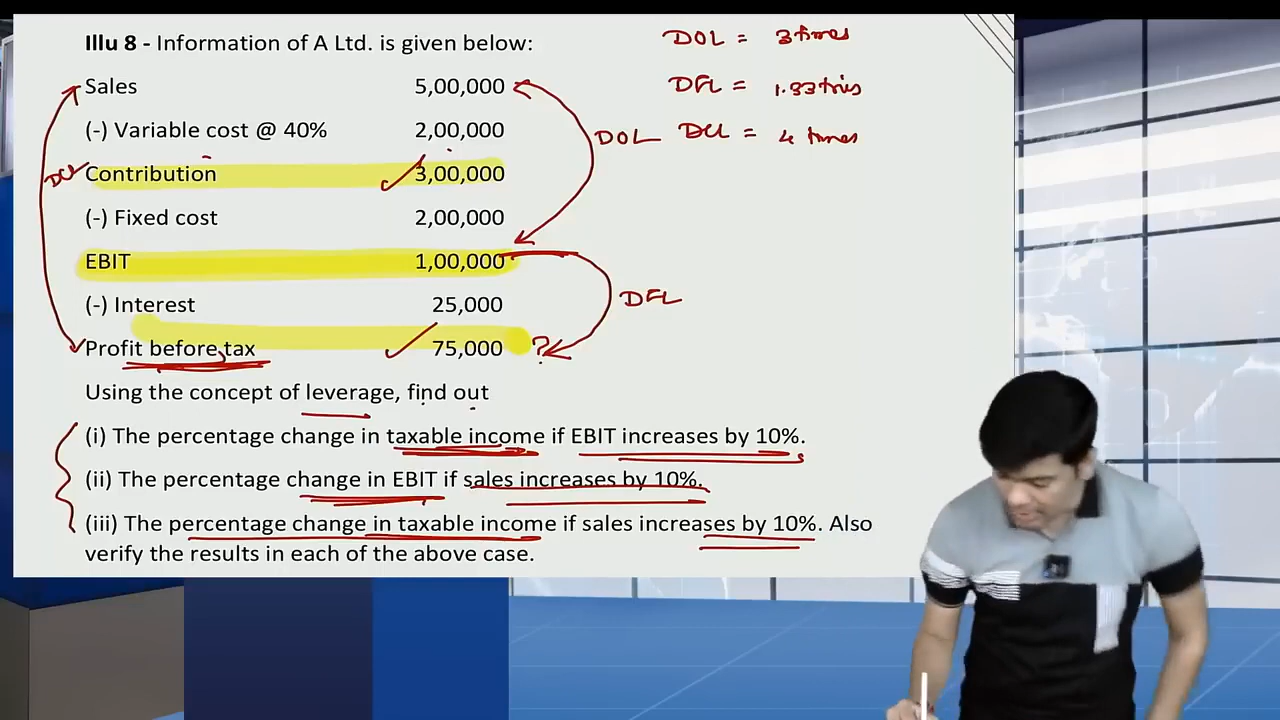 Illu 8 - Information of A Ltd. is given below:
DOL = 3 times
Sales 5,00,000
DFL = 1.33 times
(-) Variable cost @ 40% 2,00,000
DOL DCL = 4 times
DCL Contribution 3,00,000
(-) Fixed cost 2,00,000
EBIT 1,00,000
(-) Interest 25,000
DFL
Profit before tax 75,000 ?
Using the concept of leverage, find out
(i) The percentage change in taxable income if EBIT increases by 10%.
(ii) The percentage change in EBIT if sales increases by 10%.
(iii) The percentage change in taxable income if sales increases by 10%. Also
verify the results in each of the above case.